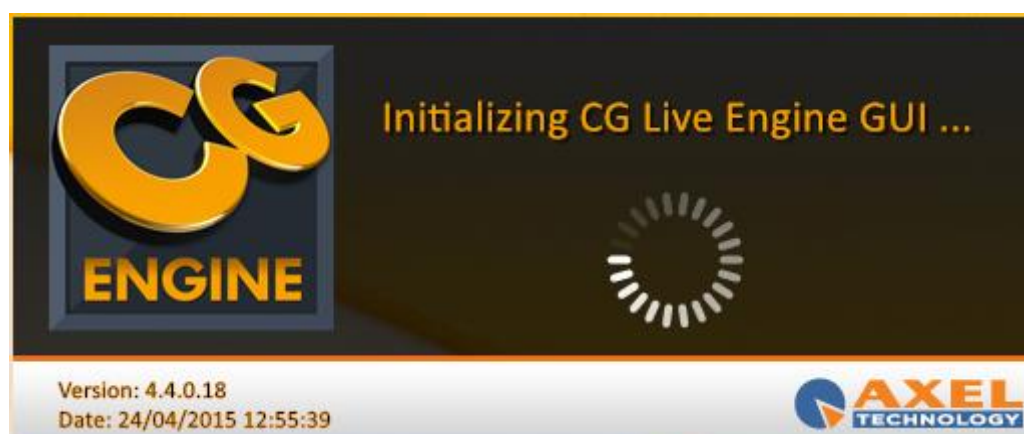 CG
ENGINE
Initializing CG Live Engine GUI ...
Version: 4.4.0.18
Date: 24/04/2015 12:55:39
AXEL
TECHNOLOGY